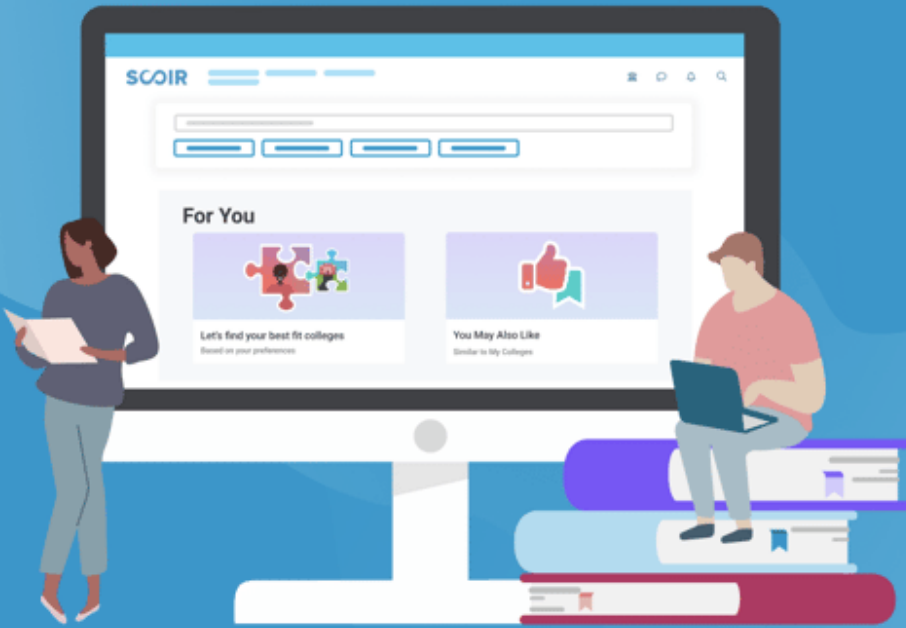 SCOIR
For You
Let's find your best fit colleges
Based on your preferences
You May Also Like
Similar to My Colleges